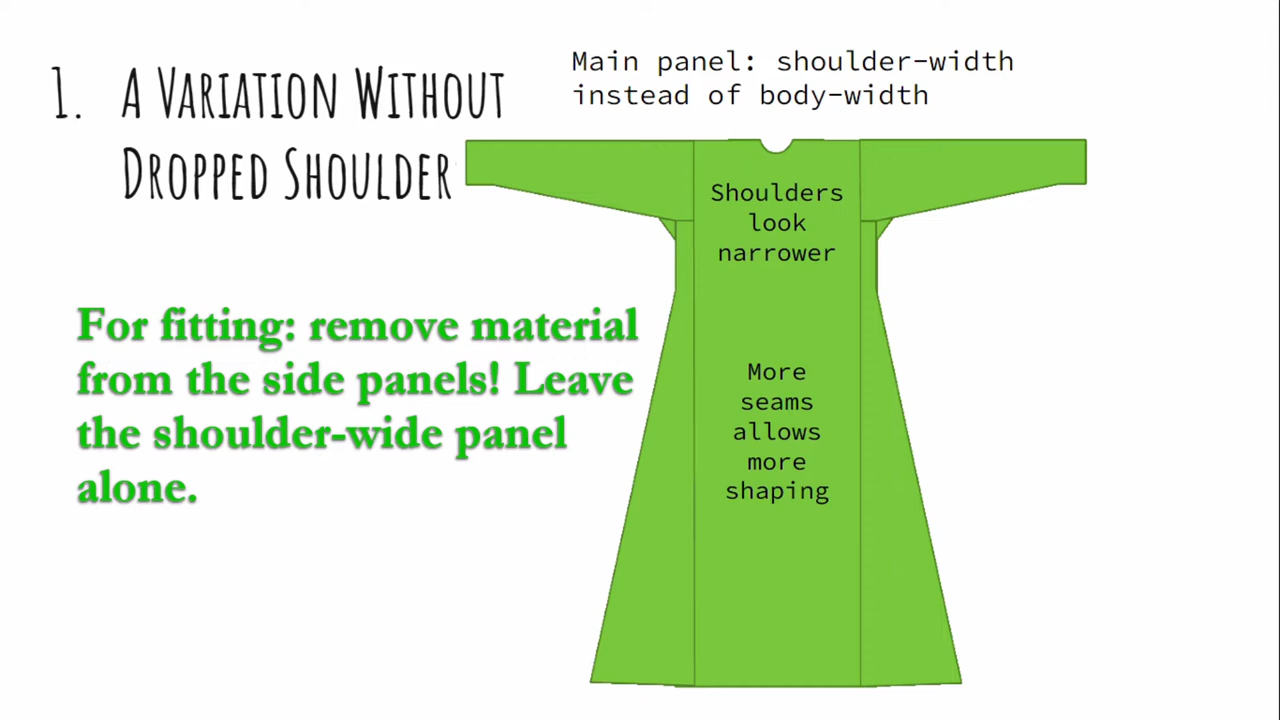 1. A Variation Without
Dropped Shoulder
Main panel: shoulder-width
instead of body-width
Shoulders
look
narrower
For fitting: remove material
from the side panels! Leave
the shoulder-wide panel
alone.
More
seams
allows
more
shaping